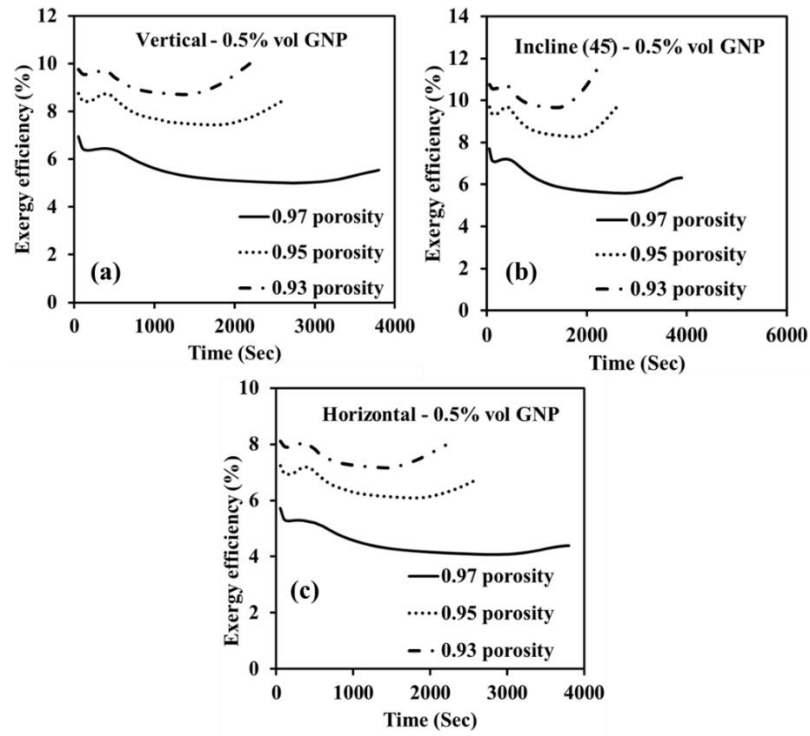 Vertical - 0.5% vol GNP
Exergy efficiency (%)
12
10
8
6
4
2
0
0.97 porosity
0.95 porosity
0.93 porosity
(a)
0 1000 2000 3000 4000
Time (Sec)
Incline (45) - 0.5% vol GNP
Exergy efficiency (%)
14
12
10
8
6
4
2
0
0.97 porosity
0.95 porosity
0.93 porosity
(b)
0 2000 4000 6000
Time (Sec)
Horizontal - 0.5% vol GNP
Exergy efficiency (%)
10
8
6
4
2
0
0.97 porosity
0.95 porosity
0.93 porosity
(c)
0 1000 2000 3000 4000
Time (Sec)